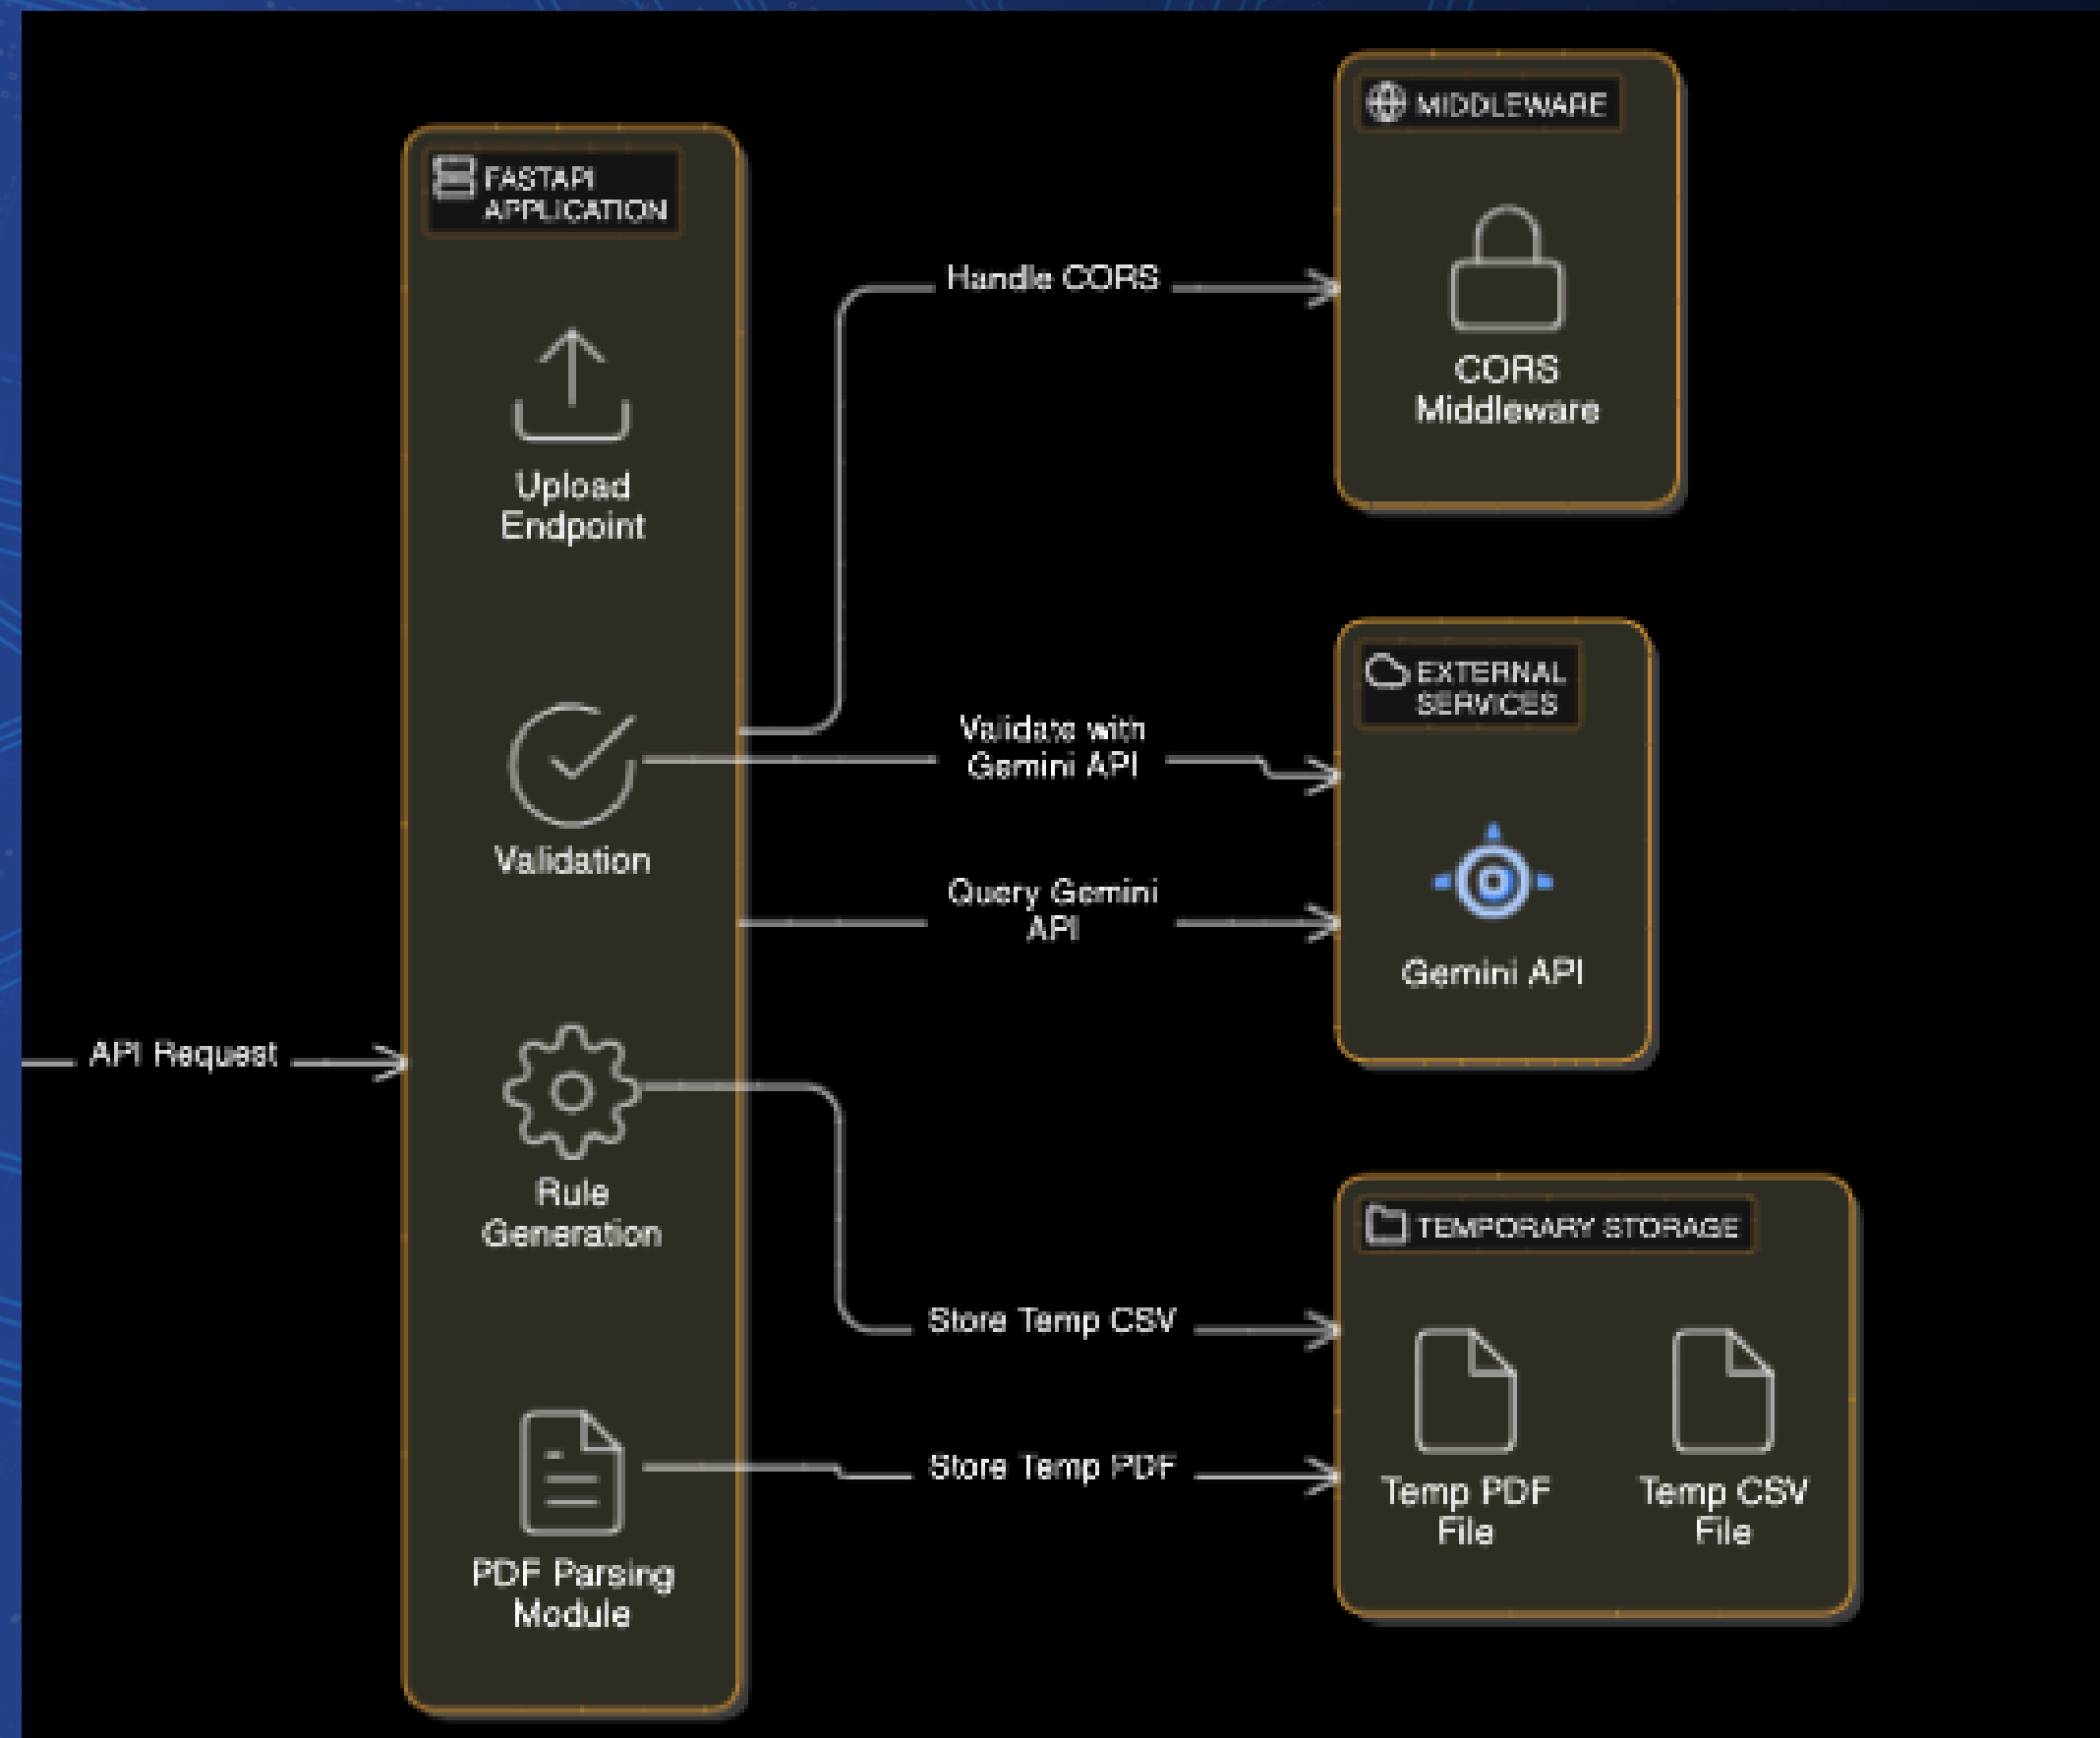 FASTAPI
APPLICATION
Upload
Endpoint
Validation
Rule
Generation
PDF Parsing
Module
API Request
Handle CORS
Validate with
Gemini API
Query Gemini
API
Store Temp CSV
Store Temp PDF
MIDDLEWARE
CORS
Middleware
EXTERNAL
SERVICES
Gemini API
TEMPORARY STORAGE
Temp PDF
File
Temp CSV
File